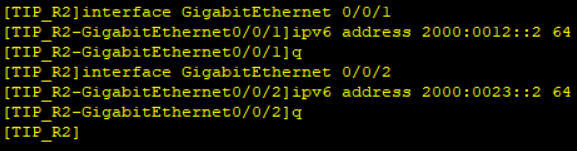 [TIP_R2]interface GigabitEthernet 0/0/1
[TIP_R2-GigabitEthernet0/0/1]ipv6 address 2000:0012::2 64
[TIP_R2-GigabitEthernet0/0/1]q
[TIP_R2]interface GigabitEthernet 0/0/2
[TIP_R2-GigabitEthernet0/0/2]ipv6 address 2000:0023::2 64
[TIP_R2-GigabitEthernet0/0/2]q
[TIP_R2]